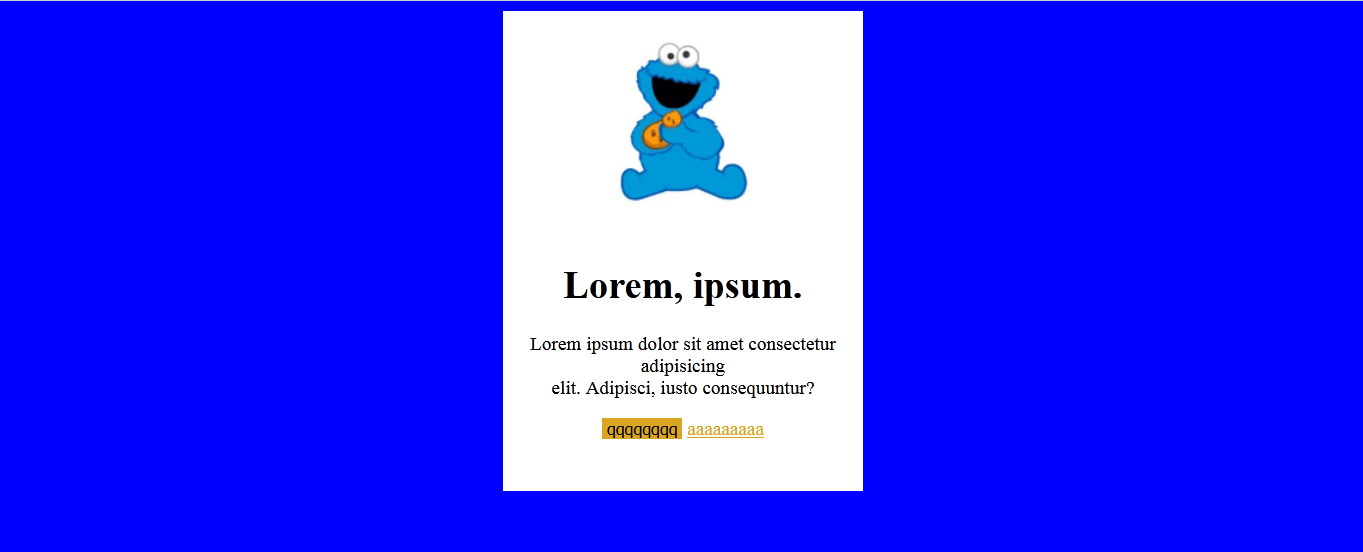 Lorem, ipsum.
Lorem ipsum dolor sit amet consectetur
adipisicing
elit. Adipisci, iusto consequuntur?
qqqqqqqq aaaaaaaaa